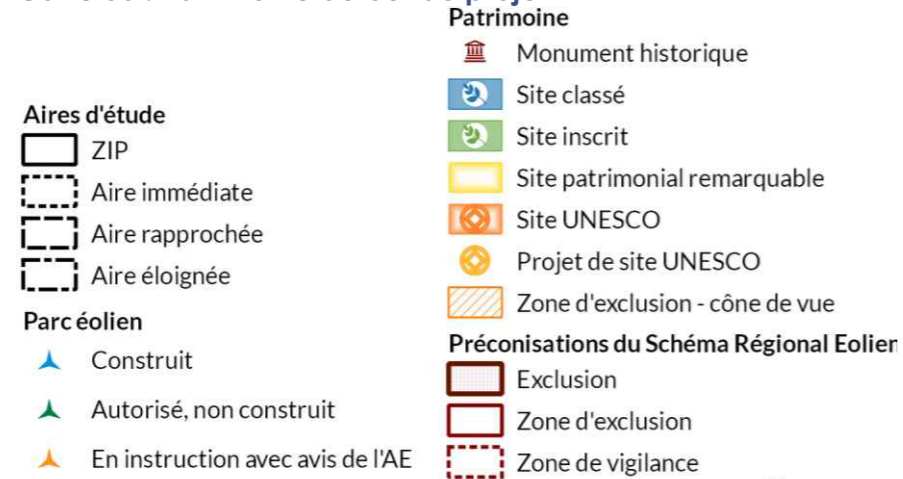 Patrimoine
Monument historique
Site classé
Site inscrit
Site patrimonial remarquable
Site UNESCO
Projet de site UNESCO
Zone d'exclusion - cône de vue
Préconisations du Schéma Régional Eolien
Exclusion
Zone d'exclusion
Zone de vigilance
Aires d'étude
ZIP
Aire immédiate
Aire rapprochée
Aire éloignée
Parc éolien
Construit
Autorisé, non construit
En instruction avec avis de l'AE